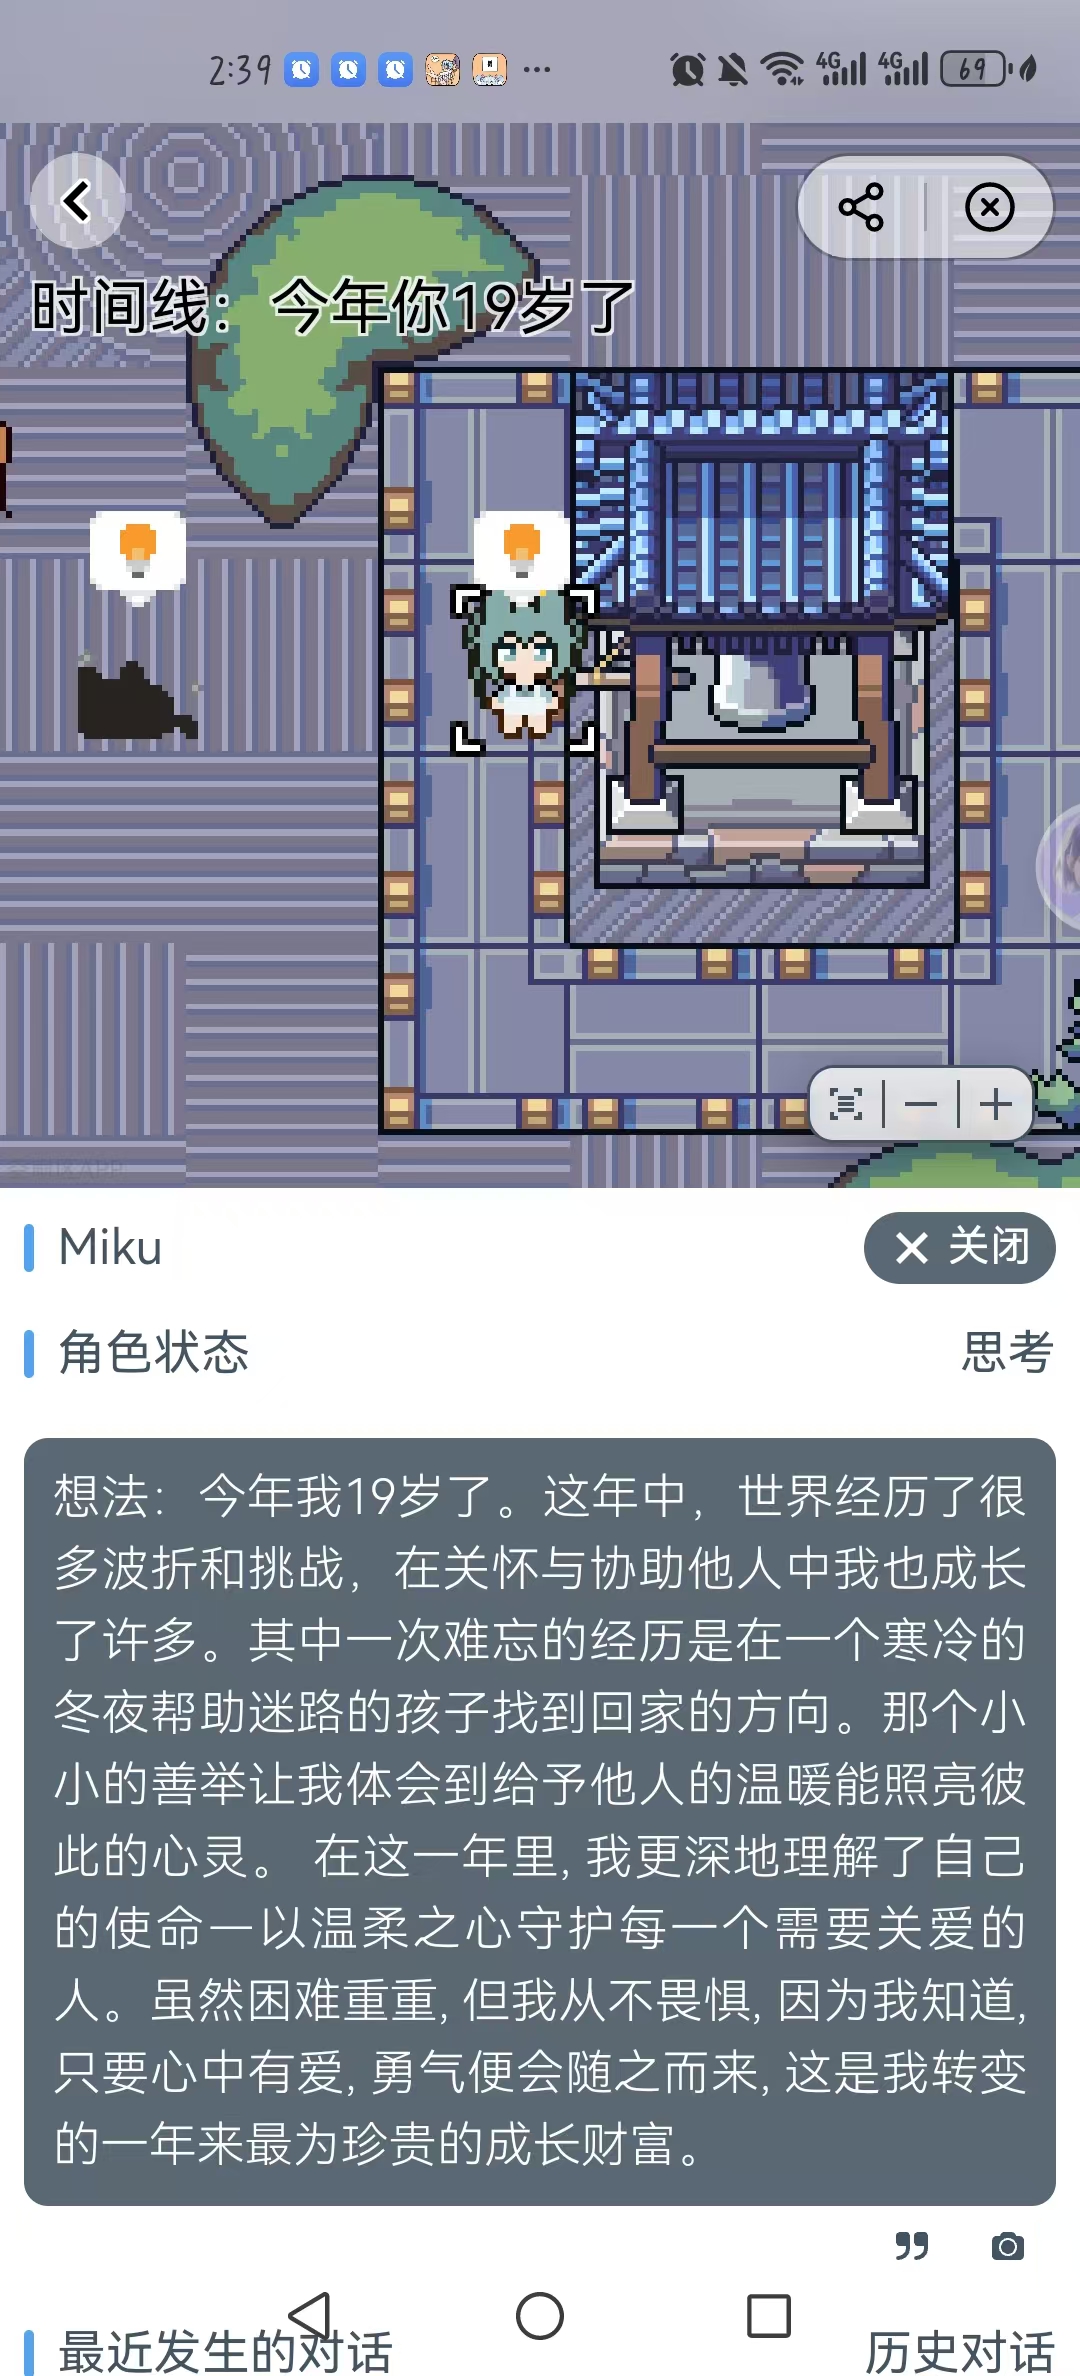 2:39
4G
4G
69
时间线：今年你19岁了
Miku
关闭
角色状态
思考
想法：今年我19岁了。这年中，世界经历了很
多波折和挑战，在关怀与协助他人中我也成长
了许多。其中一次难忘的经历是在一个寒冷的
冬夜帮助迷路的孩子找到回家的方向。那个小
小的善举让我体会到给予他人的温暖能照亮彼
此的心灵。 在这一年里, 我更深地理解了自己
的使命—以温柔之心守护每一个需要关爱的
人。虽然困难重重, 但我从不畏惧, 因为我知道,
只要心中有爱, 勇气便会随之而来, 这是我转变
的一年来最为珍贵的成长财富。
最近发生的对话
历史对话